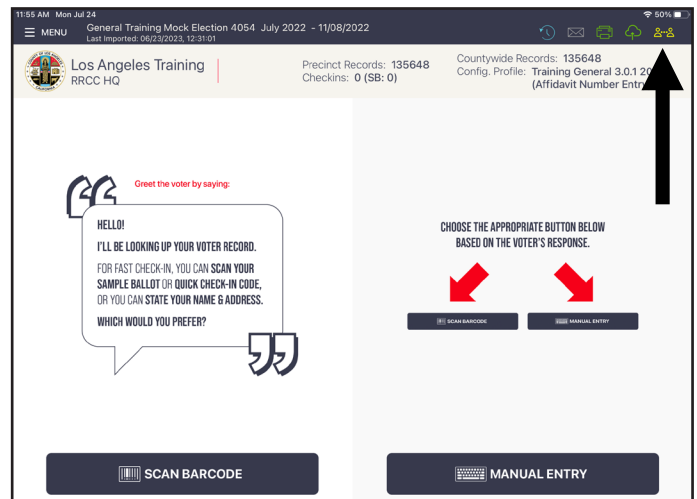 11:55 AM Mon Jul 24
50%
MENU
General Training Mock Election 4054 July 2022 - 11/08/2022
Last Imported: 06/23/2023, 12:31:01
Los Angeles Training
RRCC HQ
Precinct Records: 135648
Checkins: 0 (SB: 0)
Countywide Records: 135648
Config. Profile: Training General 3.0.1 20
(Affidavit Number Entry
Greet the voter by saying:
HELLO!
I'LL BE LOOKING UP YOUR VOTER RECORD.
FOR FAST CHECK-IN, YOU CAN SCAN YOUR
SAMPLE BALLOT OR QUICK CHECK-IN CODE,
OR YOU CAN STATE YOUR NAME & ADDRESS.
WHICH WOULD YOU PREFER?
CHOOSE THE APPROPRIATE BUTTON BELOW
BASED ON THE VOTER'S RESPONSE.
SCAN BARCODE
MANUAL ENTRY
SCAN BARCODE
MANUAL ENTRY